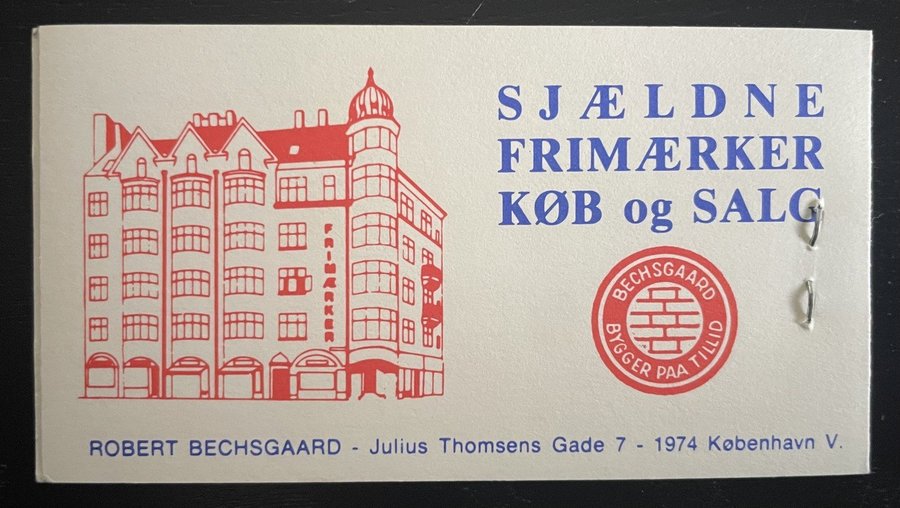 SJÆLDNE
FRIMÆRKER
KØB og SALG
FRIMÆRKER
BECHSGAARD
BYGGER PAA TILLID
ROBERT BECHSGAARD - Julius Thomsens Gade 7 - 1974 København V.